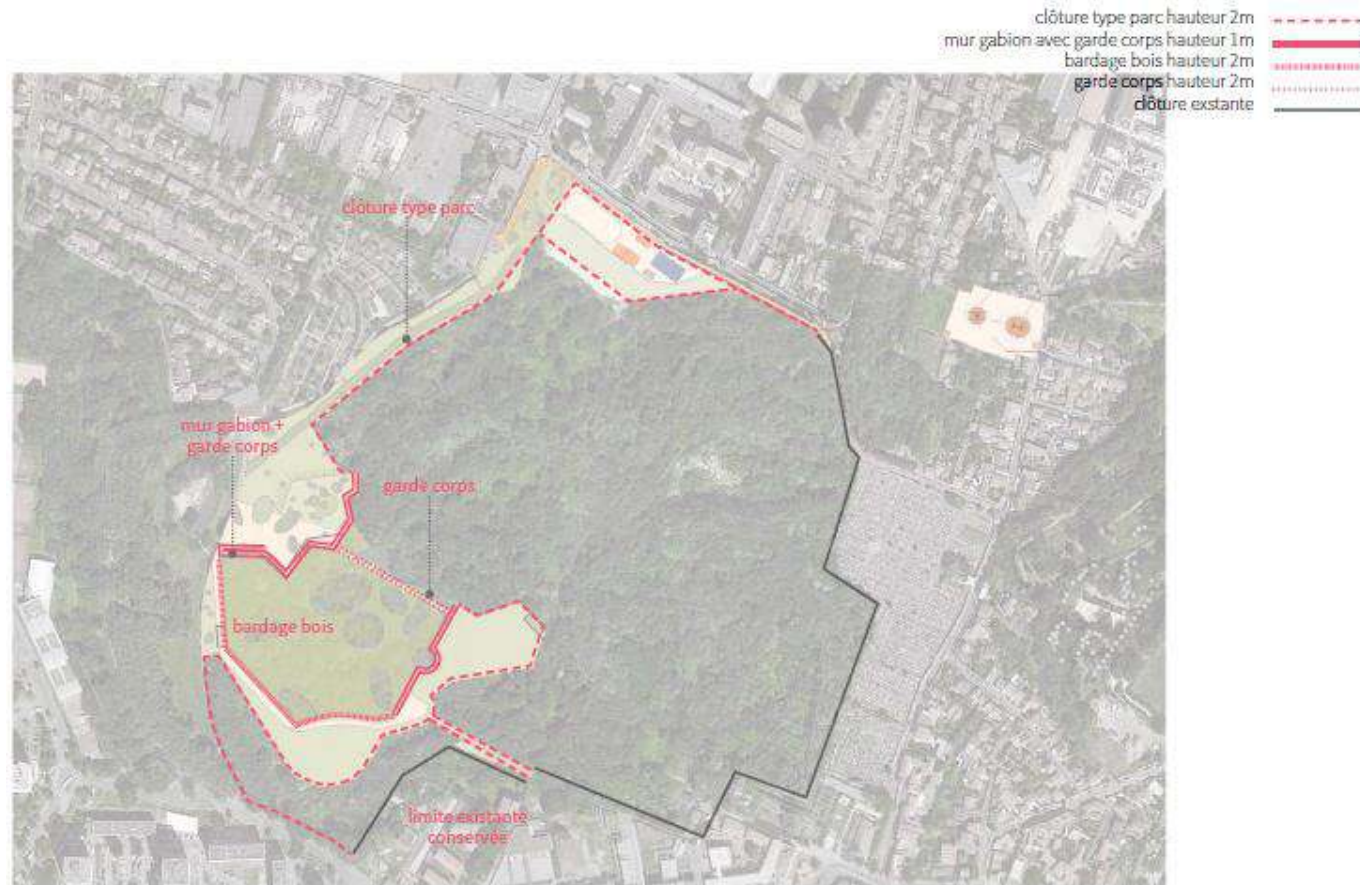 clôture type parc hauteur 2m
mur gabion avec garde corps hauteur 1m
bardage bois hauteur 2m
garde corps hauteur 2m
clôture exstante
clôture type parc
mur gabion +
garde corps
garde corps
bardage bois
limite existante
conservée